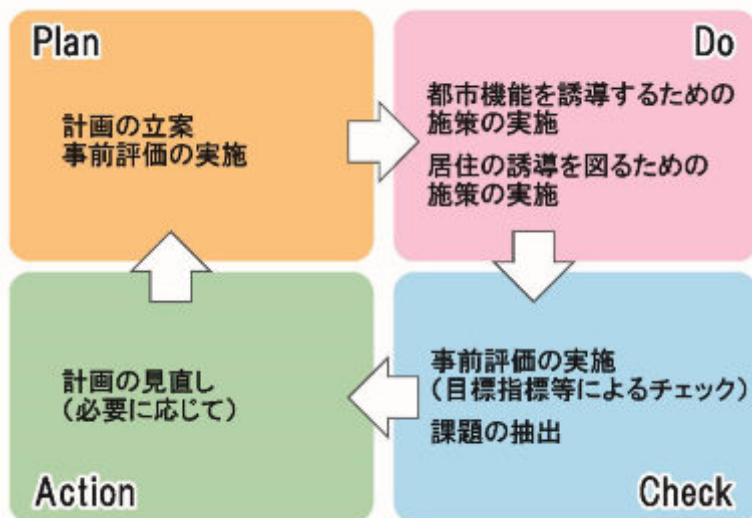 Plan
計画の立案
事前評価の実施
Do
都市機能を誘導するための
施策の実施
居住の誘導を図るための
施策の実施
計画の見直し
（必要に応じて）
Action
事前評価の実施
（目標指標等によるチェック）
課題の抽出
Check